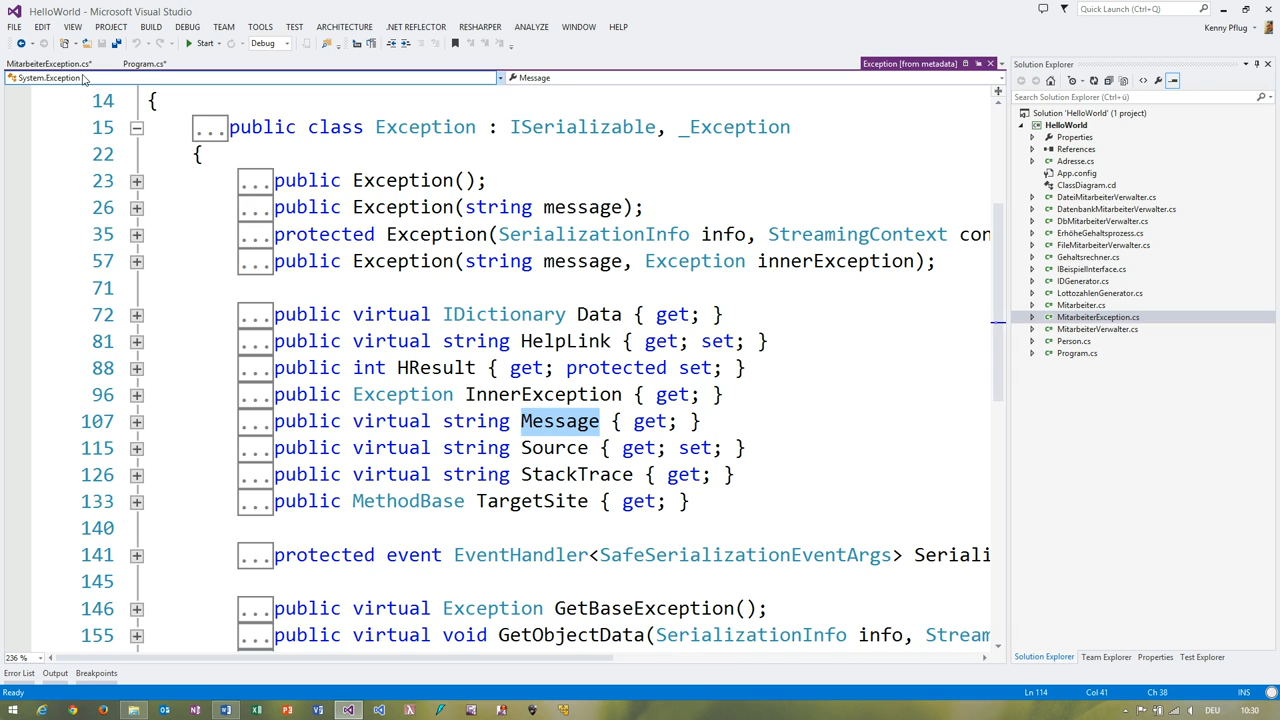 HelloWorld - Microsoft Visual Studio
Quick Launch (Ctrl+Q)
FILE EDIT VIEW PROJECT BUILD DEBUG TEAM TOOLS TEST ARCHITECTURE .NET REFLECTOR RESHARPER ANALYZE WINDOW HELP
Kenny Pflug
Start Debug
MitarbeiterException.cs* Program.cs* Exception [from metadata]
System.Exception Message
14 {
15 ...public class Exception : ISerializable, _Exception
22 {
23 ...public Exception();
26 ...public Exception(string message);
35 ...protected Exception(SerializationInfo info, StreamingContext con
57 ...public Exception(string message, Exception innerException);
71
72 ...public virtual IDictionary Data { get; }
81 ...public virtual string HelpLink { get; set; }
88 ...public int HResult { get; protected set; }
96 ...public Exception InnerException { get; }
107 ...public virtual string Message { get; }
115 ...public virtual string Source { get; set; }
126 ...public virtual string StackTrace { get; }
133 ...public MethodBase TargetSite { get; }
140
141 ...protected event EventHandler<SafeSerializationEventArgs> Seriali
145
146 ...public virtual Exception GetBaseException();
155 ...public virtual void GetObjectData(SerializationInfo info, Stream
236 %
Solution Explorer
Search Solution Explorer (Ctrl+ü)
Solution 'HelloWorld' (1 project)
HelloWorld
Properties
References
Adresse.cs
App.config
ClassDiagram.cd
DateiMitarbeiterVerwalter.cs
DatenbankMitarbeiterVerwalter.cs
DbMitarbeiterVerwalter.cs
ErhöheGehaltsprozess.cs
FileMitarbeiterVerwalter.cs
Gehaltsrechner.cs
IBeispielInterface.cs
IDGenerator.cs
LottozahlenGenerator.cs
Mitarbeiter.cs
MitarbeiterException.cs
MitarbeiterVerwalter.cs
Person.cs
Program.cs
Solution Explorer Team Explorer Properties Test Explorer
Error List Output Breakpoints
Ready Ln 114 Col 41 Ch 38 INS
DEU 10:30